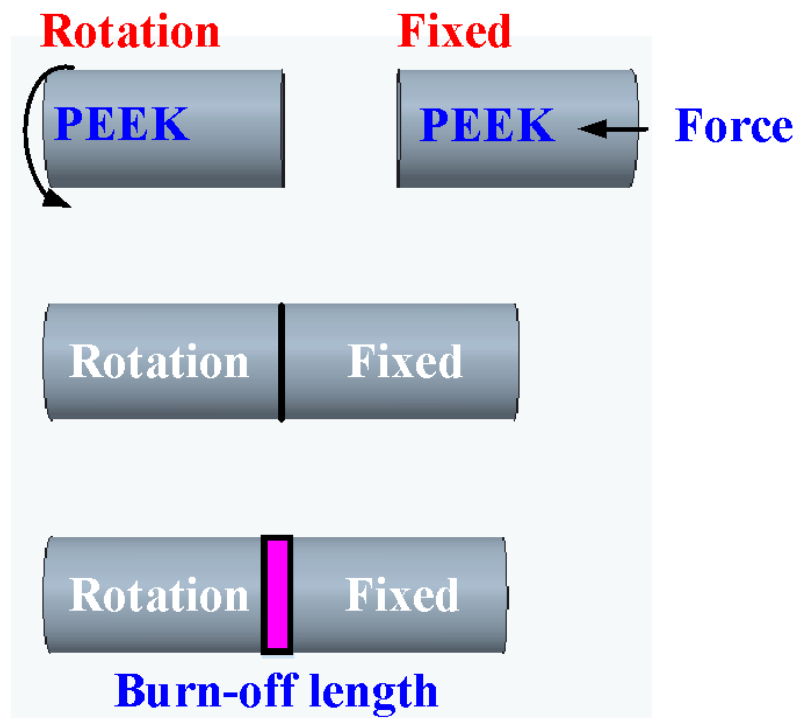 Rotation Fixed
PEEK PEEK Force
Rotation Fixed
Rotation Fixed
Burn-off length